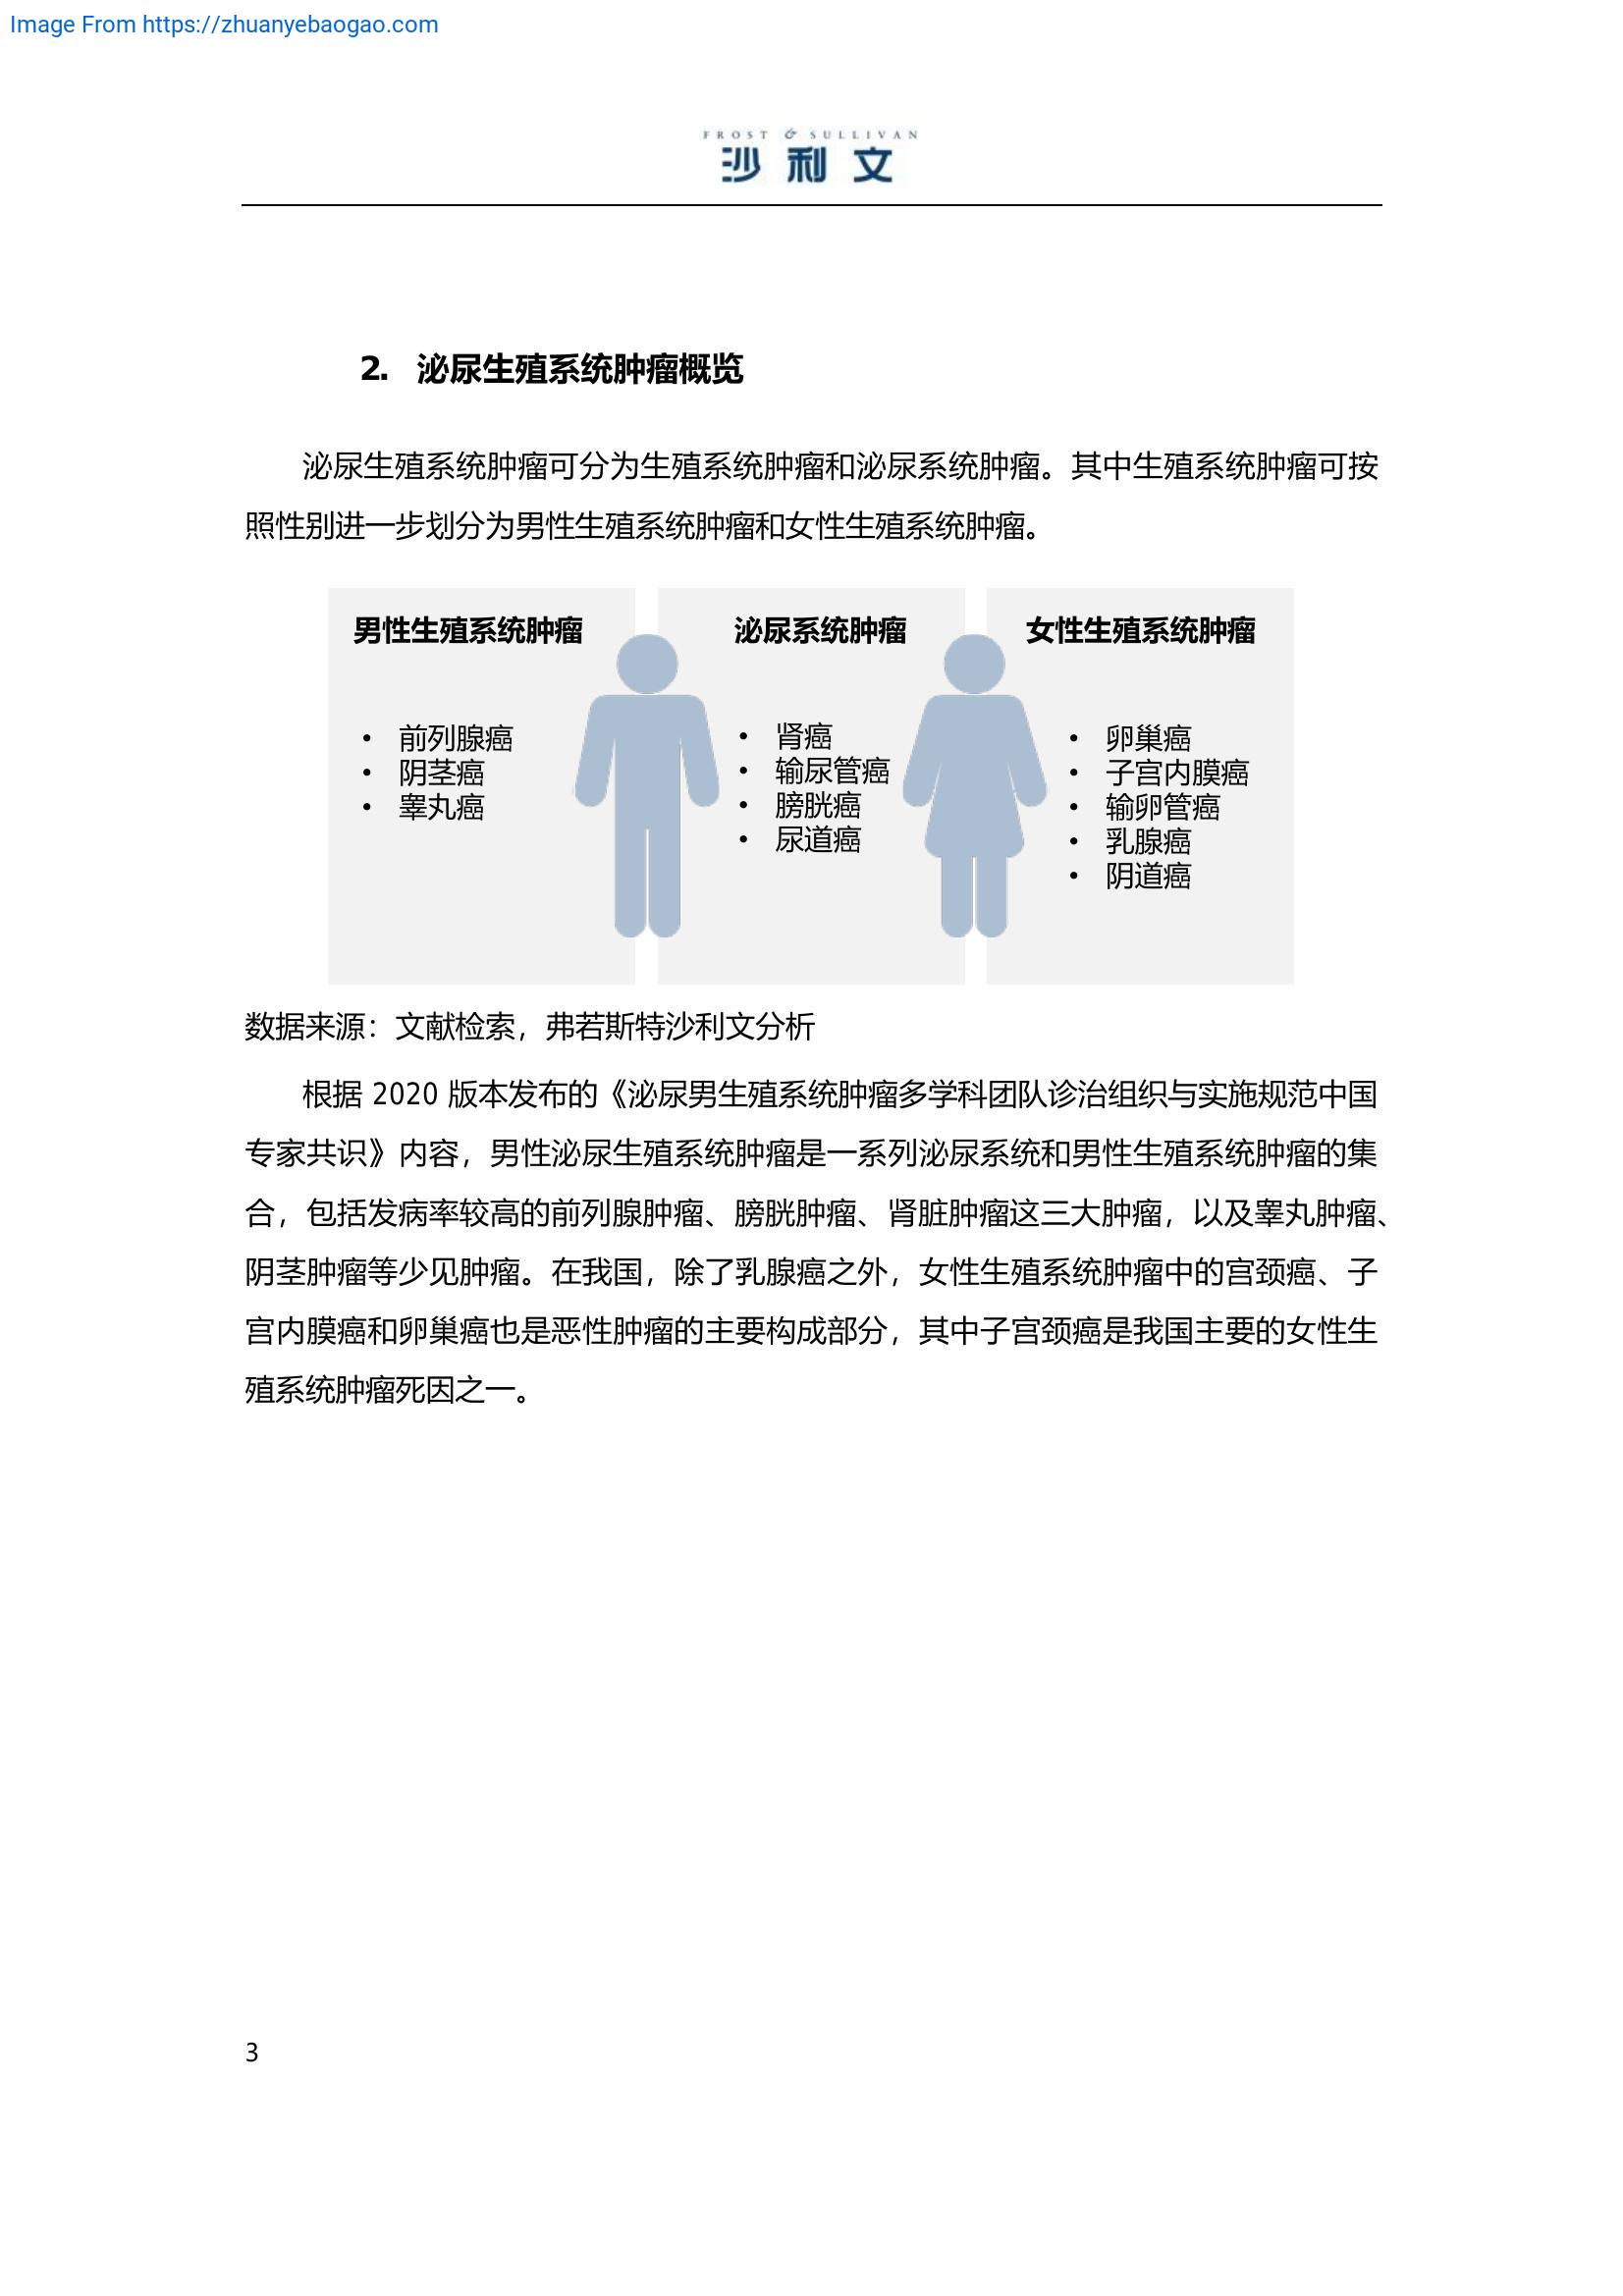 Image From https://zhuanyebaogao.com
FROST & SULLIVAN
沙利文
2. 泌尿生殖系统肿瘤概览
泌尿生殖系统肿瘤可分为生殖系统肿瘤和泌尿系统肿瘤。其中生殖系统肿瘤可按
照性别进一步划分为男性生殖系统肿瘤和女性生殖系统肿瘤。
男性生殖系统肿瘤
• 前列腺癌
• 阴茎癌
• 睾丸癌
泌尿系统肿瘤
• 肾癌
• 输尿管癌
• 膀胱癌
• 尿道癌
女性生殖系统肿瘤
• 卵巢癌
• 子宫内膜癌
• 输卵管癌
• 乳腺癌
• 阴道癌
数据来源：文献检索，弗若斯特沙利文分析
根据 2020 版本发布的《泌尿男生殖系统肿瘤多学科团队诊治组织与实施规范中国
专家共识》内容，男性泌尿生殖系统肿瘤是一系列泌尿系统和男性生殖系统肿瘤的集
合，包括发病率较高的前列腺肿瘤、膀胱肿瘤、肾脏肿瘤这三大肿瘤，以及睾丸肿瘤、
阴茎肿瘤等少见肿瘤。在我国，除了乳腺癌之外，女性生殖系统肿瘤中的宫颈癌、子
宫内膜癌和卵巢癌也是恶性肿瘤的主要构成部分，其中子宫颈癌是我国主要的女性生
殖系统肿瘤死因之一。
3